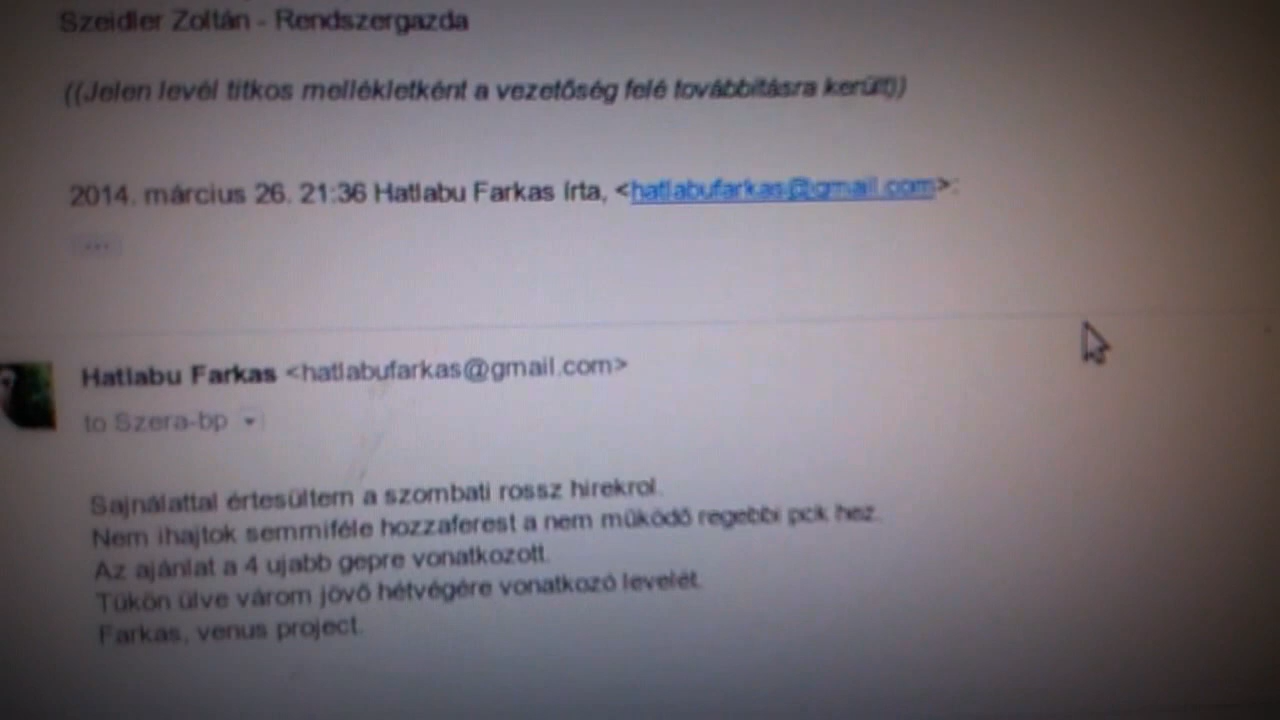 Szeidler Zoltán - Rendszergazda
((Jelen levél titkos mellékletként a vezetőség felé továbbításra került))
2014. március 26. 21:36 Hatlabu Farkas írta, <hatlabufarkas@gmail.com>:
...
Hatlabu Farkas <hatlabufarkas@gmail.com>
to Szera-bp
Sajnálattal értesültem a szombati rossz hirekrol.
Nem ihajtok semmiféle hozzaferest a nem működő regebbi pck hez.
Az ajánlat a 4 ujabb gepre vonatkozott.
Tükön ülve várom jövő hétvégére vonatkozó levelét.
Farkas, venus project.